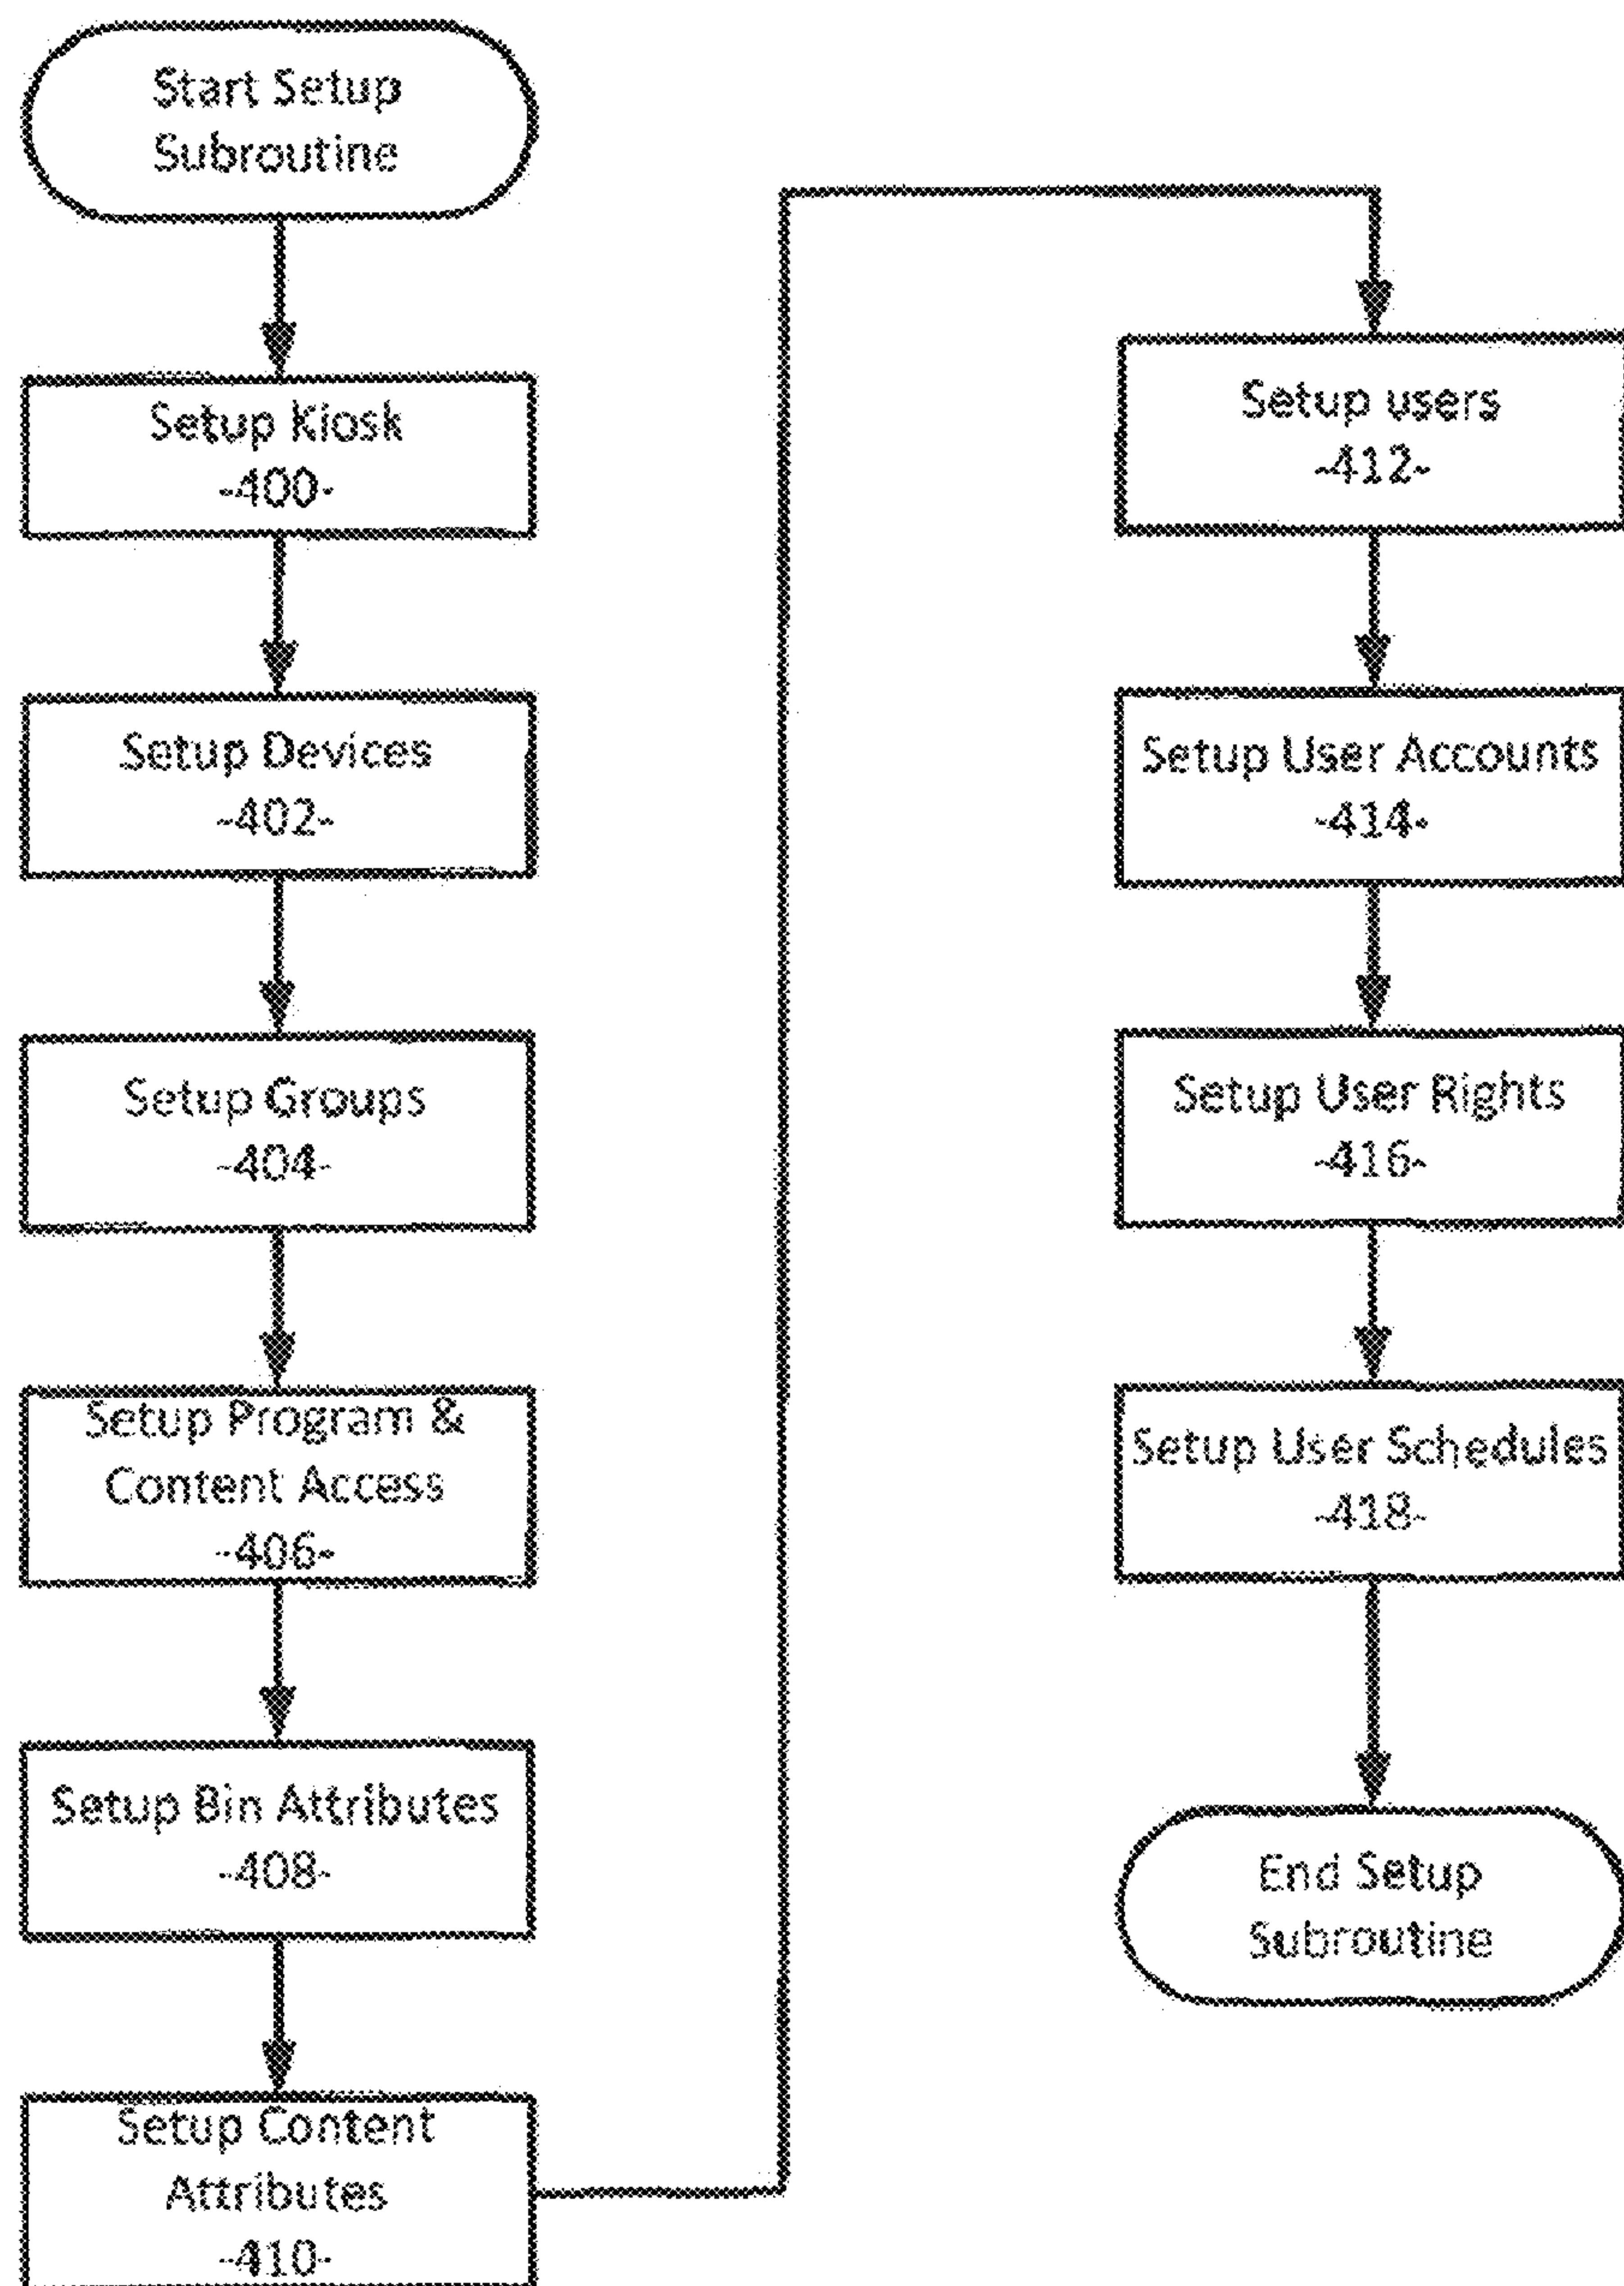 Start Setup
Subroutine
Setup Kiosk
-400-
Setup Devices
-402-
Setup Groups
-404-
Setup Program &
Content Access
-406-
Setup Bin Attributes
-408-
Setup Content
Attributes
-410-
Setup users
-412-
Setup User Accounts
-414-
Setup User Rights
-416-
Setup User Schedules
-418-
End Setup
Subroutine